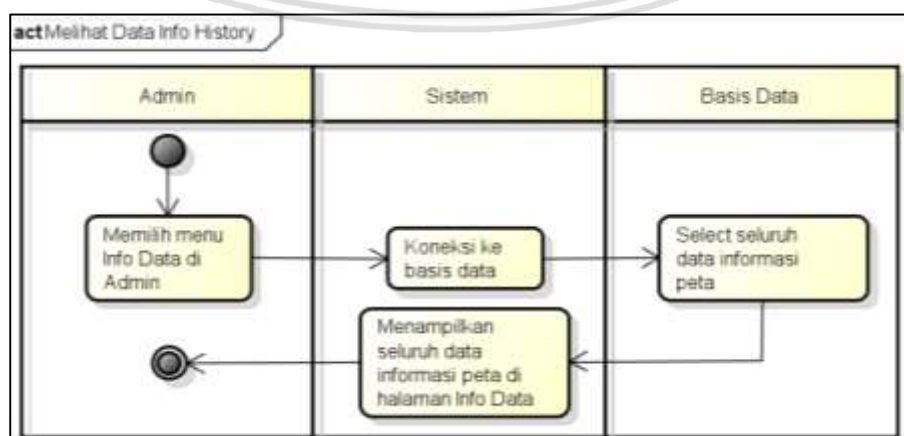 act Melihat Data Info History
Admin
Sistem
Basis Data
Memilih menu
Info Data di
Admin
Koneksi ke
basis data
Select seluruh
data informasi
peta
Menampilkan
seluruh data
informasi peta di
halaman Info Data